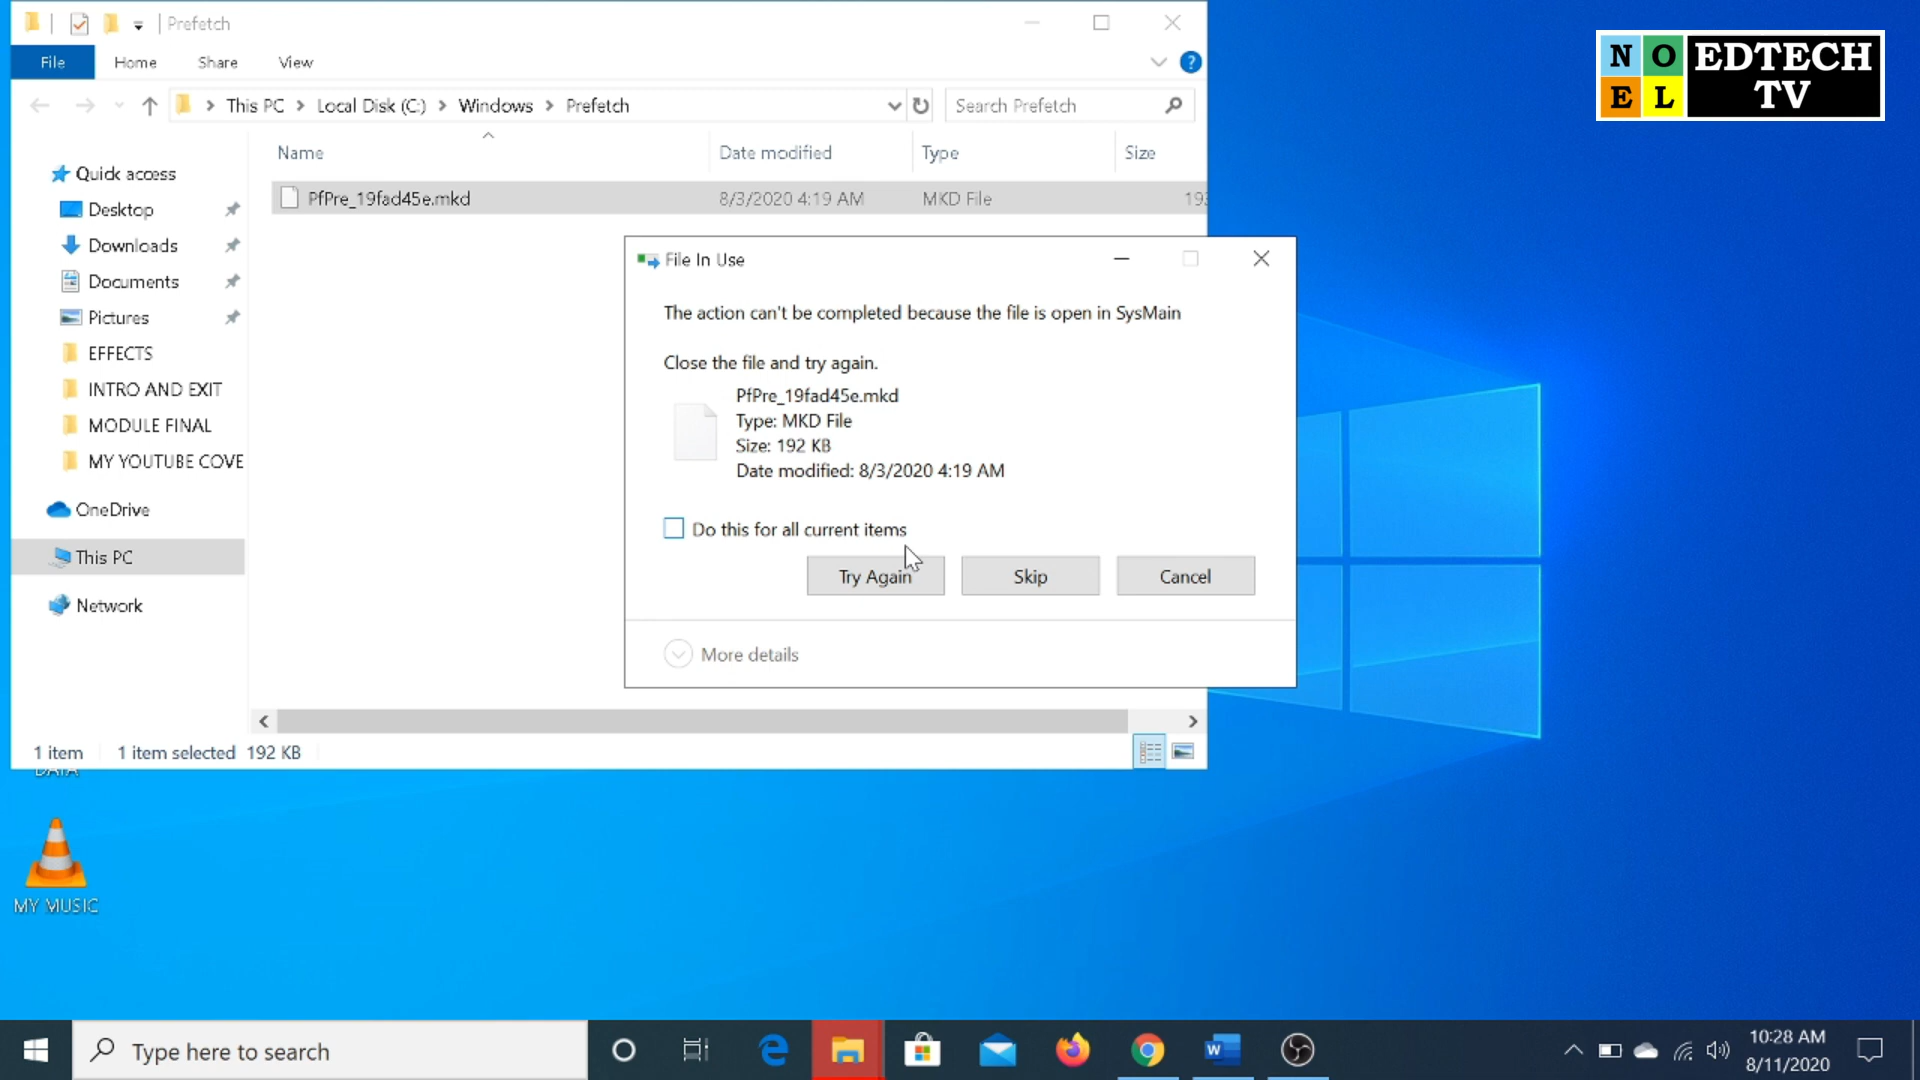 Prefetch
File Home Share View
This PC Local Disk (C:) Windows Prefetch
Search Prefetch
Name Date modified Type Size
PfPre_19fad45e.mkd 8/3/2020 4:19 AM MKD File 192
Quick access
Desktop
Downloads
Documents
Pictures
EFFECTS
INTRO AND EXIT
MODULE FINAL
MY YOUTUBE COVE
OneDrive
This PC
Network
1 item 1 item selected 192 KB
File In Use
The action can't be completed because the file is open in SysMain
Close the file and try again.
PfPre_19fad45e.mkd
Type: MKD File
Size: 192 KB
Date modified: 8/3/2020 4:19 AM
Do this for all current items
Try Again Skip Cancel
More details
NOEL EDTECH
TV
DATA
MY MUSIC
Type here to search
10:28 AM
8/11/2020